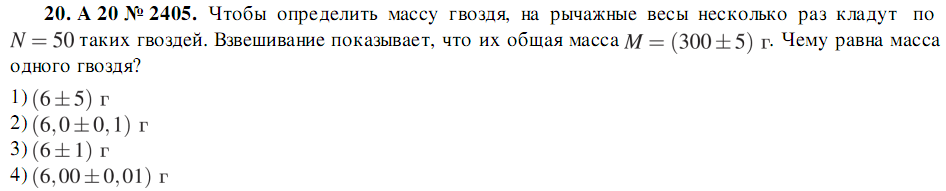 20. А 20 № 2405. Чтобы определить массу гвоздя, на рычажные весы несколько раз кладут по
N = 50 таких гвоздей. Взвешивание показывает, что их общая масса M = (300 ± 5) г. Чему равна масса
одного гвоздя?
1) (6 ± 5) г
2) (6,0 ± 0,1) г
3) (6 ± 1) г
4) (6,00 ± 0,01) г